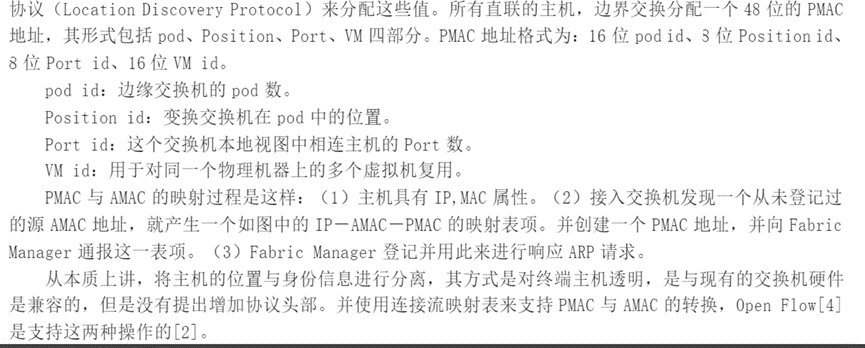 协议（Location Discovery Protocol）来分配这些值。所有直联的主机，边界交换分配一个 48 位的 PMAC
地址，其形式包括 pod、Position、Port、VM 四部分。PMAC 地址格式为：16 位 pod id、8 位 Position id、
8 位 Port id、16 位 VM id。
pod id：边缘交换机的 pod 数。
Position id：变换交换机在 pod 中的位置。
Port id：这个交换机本地视图中相连主机的 Port 数。
VM id：用于对同一个物理机器上的多个虚拟机复用。
PMAC 与 AMAC 的映射过程是这样：（1）主机具有 IP,MAC 属性。（2）接入交换机发现一个从未登记过
的源 AMAC 地址，就产生一个如图中的 IP－AMAC－PMAC 的映射表项。并创建一个 PMAC 地址，并向 Fabric
Manager 通报这一表项。（3）Fabric Manager 登记并用此来进行响应 ARP 请求。
从本质上讲，将主机的位置与身份信息进行分离，其方式是对终端主机透明，是与现有的交换机硬件
是兼容的，但是没有提出增加协议头部。并使用连接流映射表来支持 PMAC 与 AMAC 的转换，Open Flow[4]
是支持这两种操作的[2]。